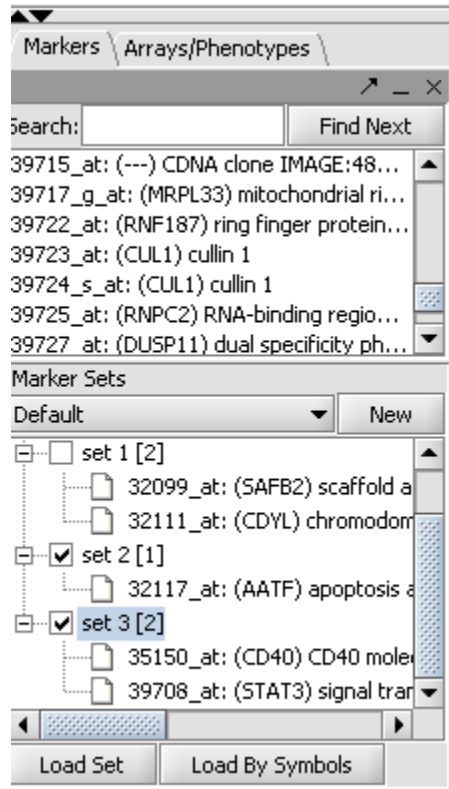 Markers Arrays/Phenotypes
Search: Find Next
39715_at: (---) CDNA clone IMAGE:48...
39717_g_at: (MRPL33) mitochondrial ri...
39722_at: (RNF187) ring finger protein...
39723_at: (CUL1) cullin 1
39724_s_at: (CUL1) cullin 1
39725_at: (RNPC2) RNA-binding regio...
39727_at: (DUSP11) dual specificity ph...
Marker Sets
Default New
set 1 [2]
32099_at: (SAFB2) scaffold a
32111_at: (CDYL) chromodom
set 2 [1]
32117_at: (AATF) apoptosis a
set 3 [2]
35150_at: (CD40) CD40 mole
39708_at: (STAT3) signal tran
Load Set Load By Symbols